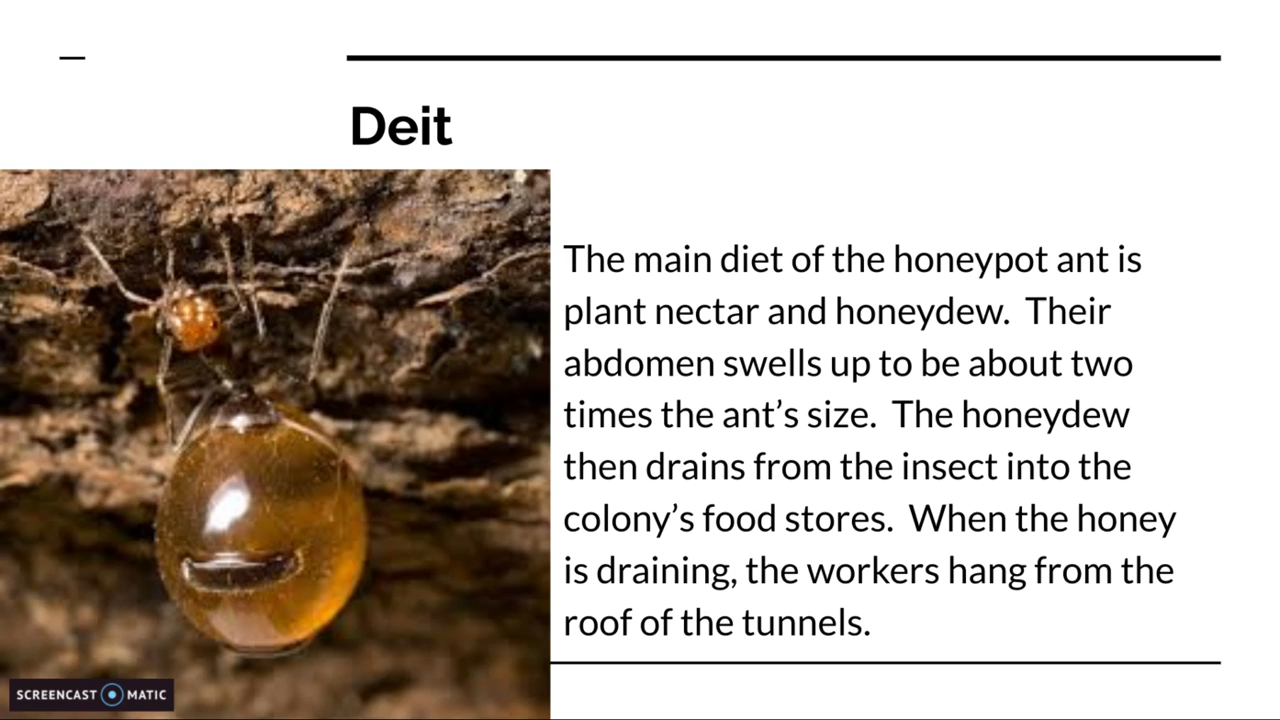 Deit
The main diet of the honeypot ant is
plant nectar and honeydew.  Their
abdomen swells up to be about two
times the ant’s size.  The honeydew
then drains from the insect into the
colony’s food stores.  When the honey
is draining, the workers hang from the
roof of the tunnels.
SCREENCAST MATIC